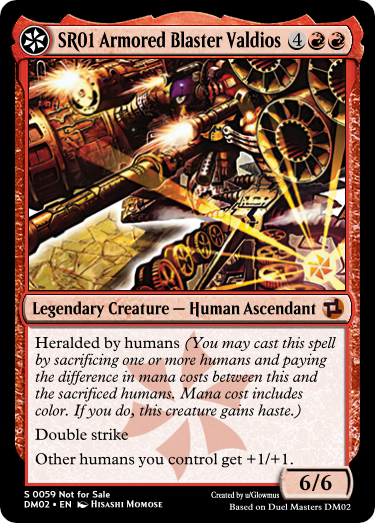 SR01 Armored Blaster Valdios 4
Legendary Creature — Human Ascendant
Heralded by humans (You may cast this spell
by sacrificing one or more humans and paying
the difference in mana costs between this and
the sacrificed humans. Mana cost includes
color. If you do, this creature gains haste.)
Double strike
Other humans you control get +1/+1.
6/6
S 0059 Not for Sale
DM02 • EN Hisashi Momose
Created by u/Glowmus
Based on Duel Masters DM02